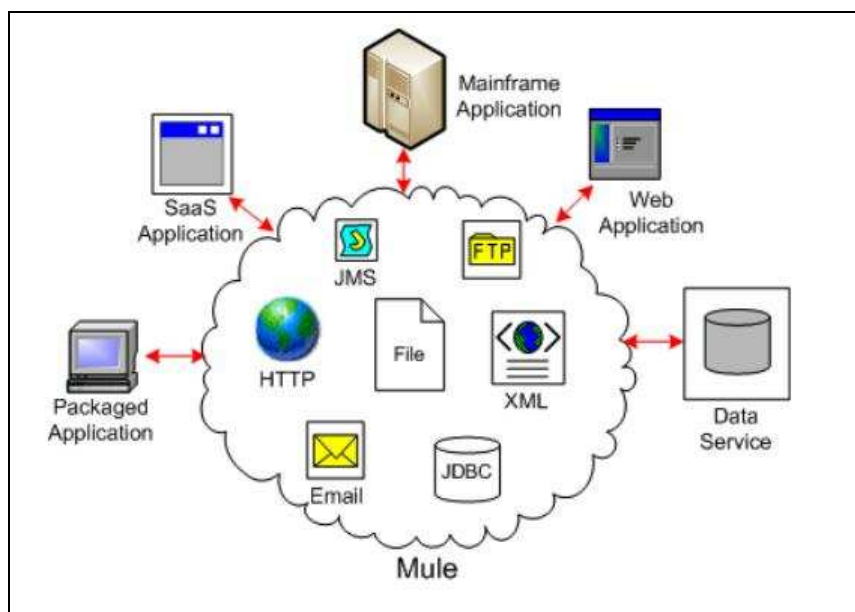 Mainframe
Application
SaaS
Application
Web
Application
JMS
FTP
HTTP
File
XML
Packaged
Application
Data
Service
Email
JDBC
Mule